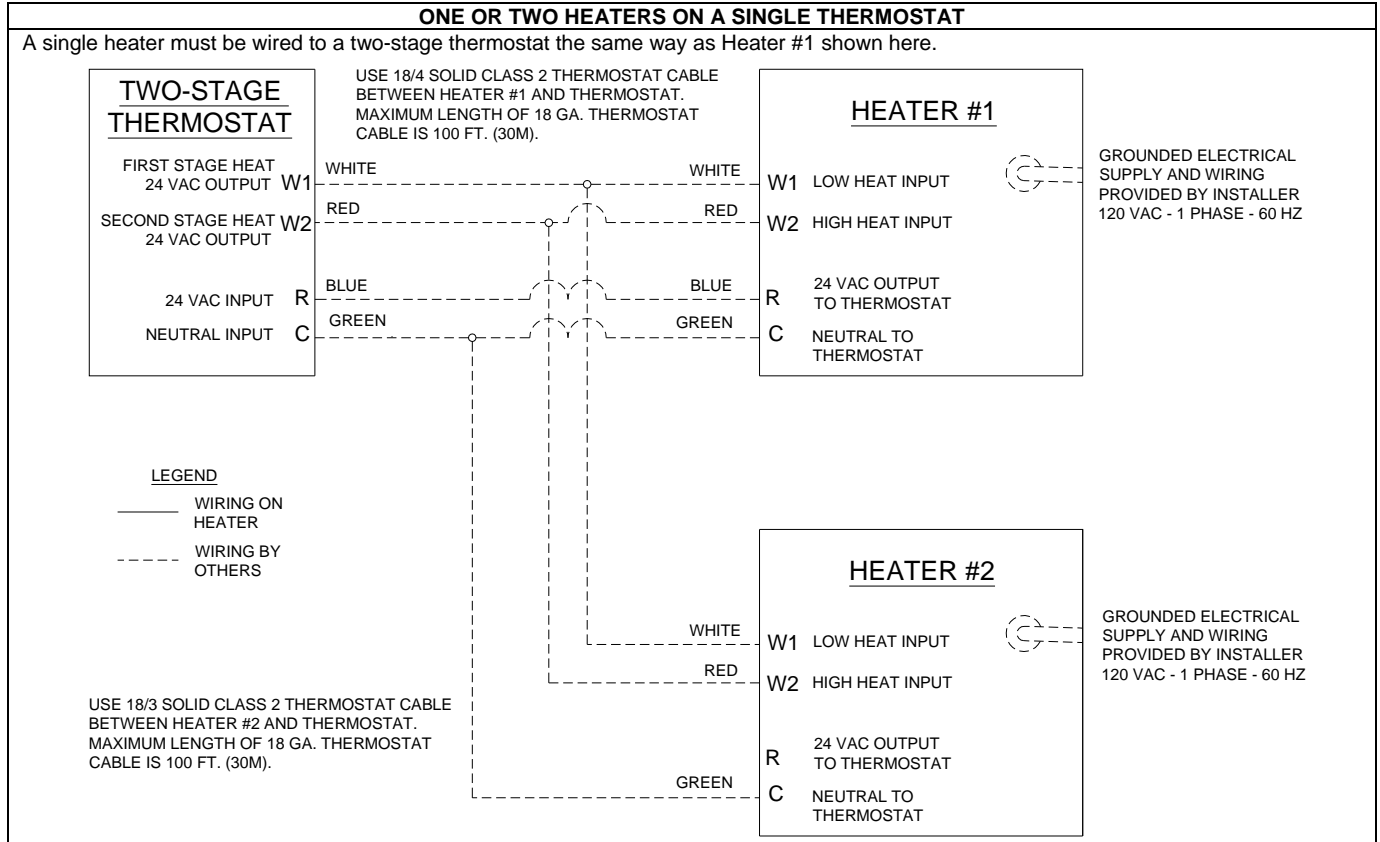 ONE OR TWO HEATERS ON A SINGLE THERMOSTAT
A single heater must be wired to a two-stage thermostat the same way as Heater #1 shown here.
TWO-STAGE
THERMOSTAT
USE 18/4 SOLID CLASS 2 THERMOSTAT CABLE
BETWEEN HEATER #1 AND THERMOSTAT.
MAXIMUM LENGTH OF 18 GA. THERMOSTAT
CABLE IS 100 FT. (30M).
HEATER #1
FIRST STAGE HEAT
24 VAC OUTPUT W1
WHITE
WHITE
W1 LOW HEAT INPUT
SECOND STAGE HEAT W2
24 VAC OUTPUT
RED
RED
W2 HIGH HEAT INPUT
24 VAC INPUT R
BLUE
BLUE
R 24 VAC OUTPUT
TO THERMOSTAT
NEUTRAL INPUT C
GREEN
GREEN
C NEUTRAL TO
THERMOSTAT
GROUNDED ELECTRICAL
SUPPLY AND WIRING
PROVIDED BY INSTALLER
120 VAC - 1 PHASE - 60 HZ
LEGEND
WIRING ON
HEATER
WIRING BY
OTHERS
HEATER #2
WHITE
W1 LOW HEAT INPUT
RED
W2 HIGH HEAT INPUT
R 24 VAC OUTPUT
TO THERMOSTAT
GREEN
C NEUTRAL TO
THERMOSTAT
GROUNDED ELECTRICAL
SUPPLY AND WIRING
PROVIDED BY INSTALLER
120 VAC - 1 PHASE - 60 HZ
USE 18/3 SOLID CLASS 2 THERMOSTAT CABLE
BETWEEN HEATER #2 AND THERMOSTAT.
MAXIMUM LENGTH OF 18 GA. THERMOSTAT
CABLE IS 100 FT. (30M).